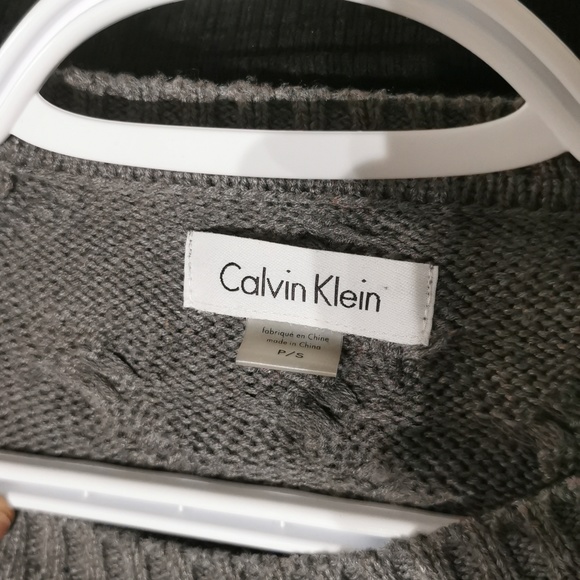 Calvin Klein
fabriqué en Chine
made in China
P/S